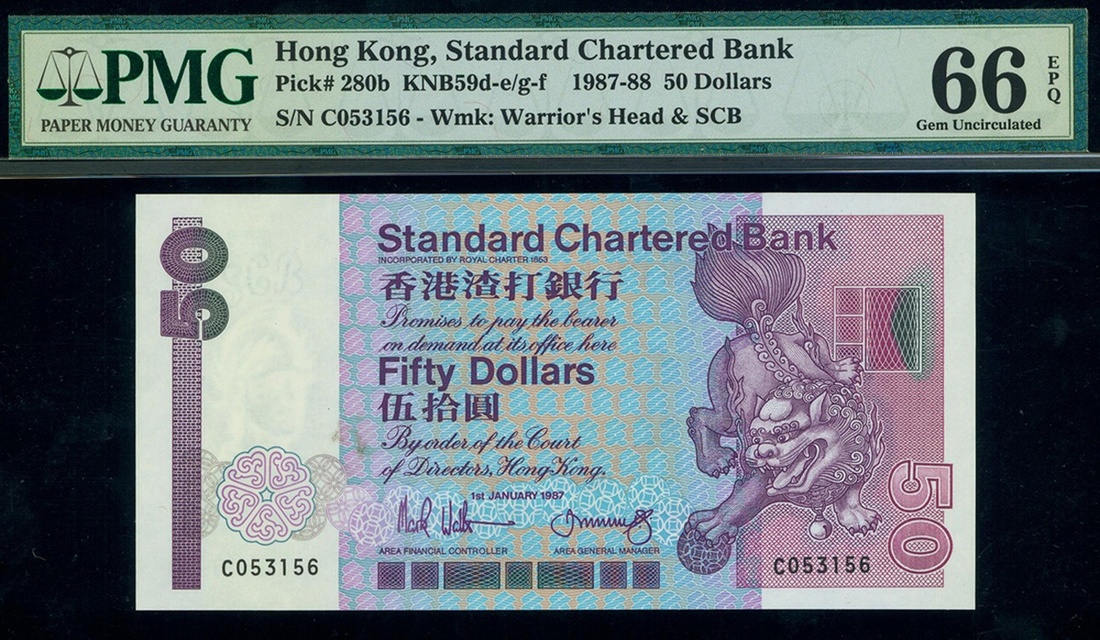 PMG
PAPER MONEY GUARANTY
Hong Kong, Standard Chartered Bank
Pick# 280b KNB59d-e/g-f 1987-88 50 Dollars
S/N C053156 - Wmk: Warrior's Head & SCB
66
EPQ
Gem Uncirculated
50
Standard Chartered Bank
INCORPORATED BY ROYAL CHARTER 1853
香港渣打銀行
Promises to pay the bearer
on demand at its office here
Fifty Dollars
伍拾圓
By order of the Court
of Directors, Hong Kong.
1st JANUARY 1987
AREA FINANCIAL CONTROLLER
AREA GENERAL MANAGER
C053156
C053156
50